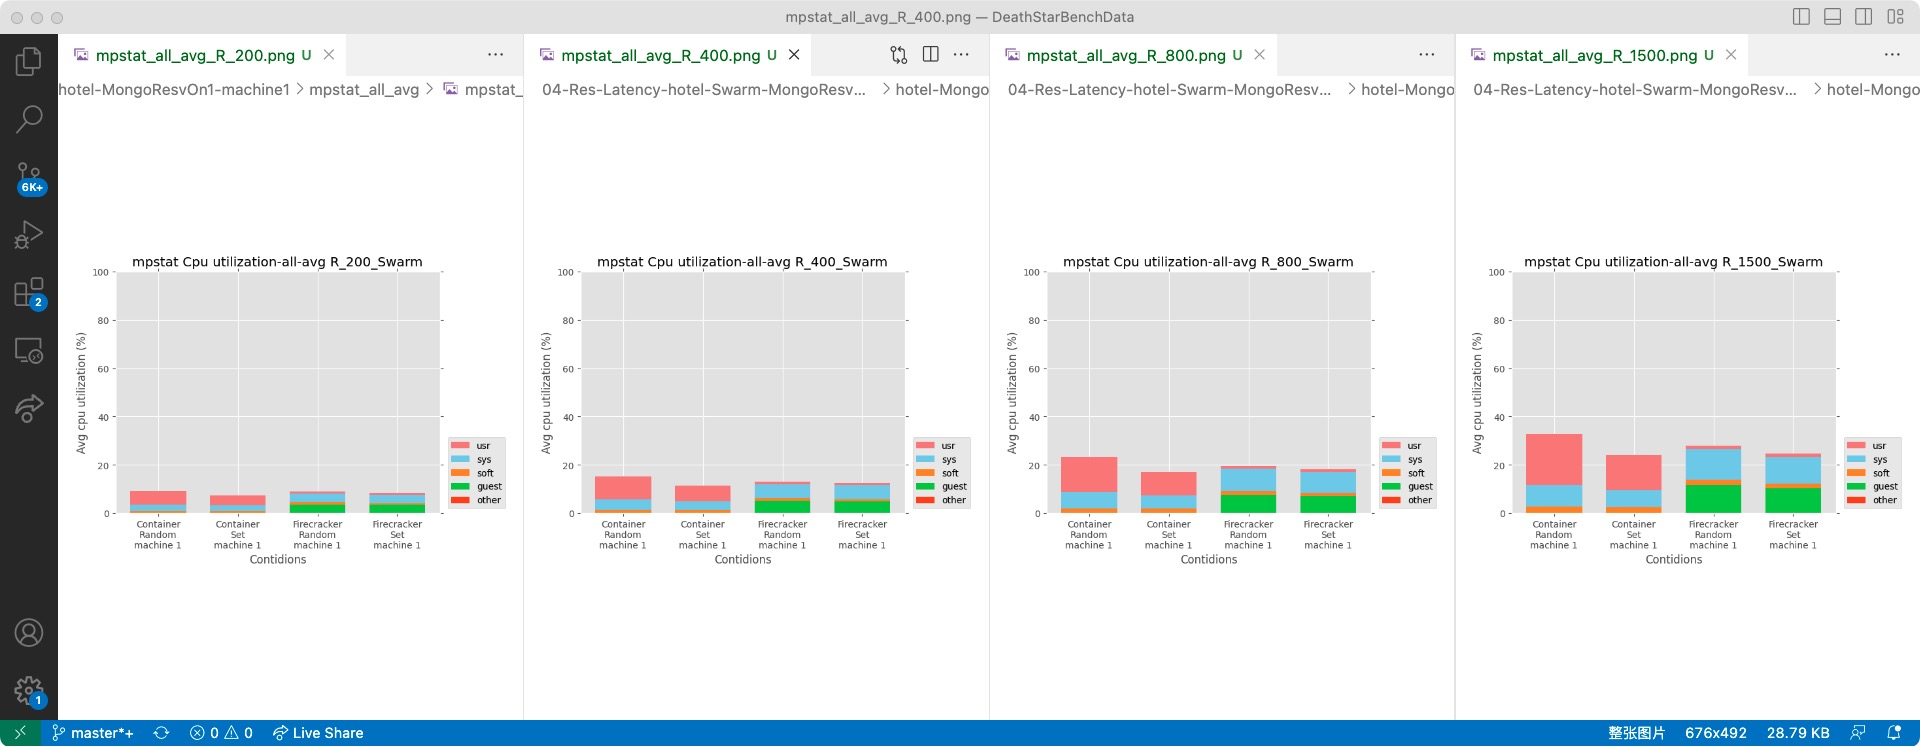 mpstat_all_avg_R_400.png — DeathStarBenchData
mpstat_all_avg_R_200.png U
mpstat_all_avg_R_400.png U
mpstat_all_avg_R_800.png U
mpstat_all_avg_R_1500.png U
hotel-MongoResvOn1-machine1 > mpstat_all_avg > mpstat_
04-Res-Latency-hotel-Swarm-MongoResv... > hotel-Mongo
04-Res-Latency-hotel-Swarm-MongoResv... > hotel-Mongo
04-Res-Latency-hotel-Swarm-MongoResv... > hotel-Mongo
6K+
2
1
mpstat Cpu utilization-all-avg R_200_Swarm
Avg cpu utilization (%)
100
80
60
40
20
0
usr
sys
soft
guest
other
Container
Random
machine 1
Container
Set
machine 1
Firecracker
Random
machine 1
Firecracker
Set
machine 1
Contidions
mpstat Cpu utilization-all-avg R_400_Swarm
Avg cpu utilization (%)
100
80
60
40
20
0
usr
sys
soft
guest
other
Container
Random
machine 1
Container
Set
machine 1
Firecracker
Random
machine 1
Firecracker
Set
machine 1
Contidions
mpstat Cpu utilization-all-avg R_800_Swarm
Avg cpu utilization (%)
100
80
60
40
20
0
usr
sys
soft
guest
other
Container
Random
machine 1
Container
Set
machine 1
Firecracker
Random
machine 1
Firecracker
Set
machine 1
Contidions
mpstat Cpu utilization-all-avg R_1500_Swarm
Avg cpu utilization (%)
100
80
60
40
20
0
usr
sys
soft
guest
other
Container
Random
machine 1
Container
Set
machine 1
Firecracker
Random
machine 1
Firecracker
Set
machine 1
Contidions
master*+
0
0
Live Share
整张图片
676x492
28.79 KB